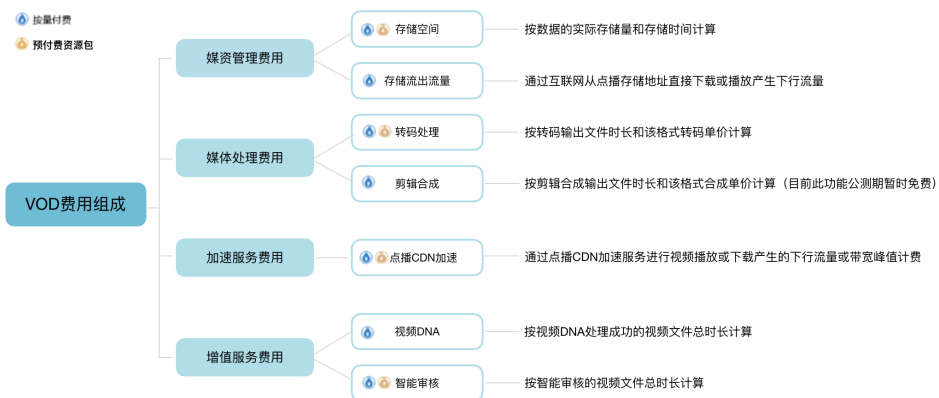 按量付费
预付费资源包
VOD费用组成
媒资管理费用
存储空间
按数据的实际存储量和存储时间计算
存储流出流量
通过互联网从点播存储地址直接下载或播放产生下行流量
媒体处理费用
转码处理
按转码输出文件时长和该格式转码单价计算
剪辑合成
按剪辑合成输出文件时长和该格式合成单价计算（目前此功能公测期暂时免费）
加速服务费用
点播CDN加速
通过点播CDN加速服务进行视频播放或下载产生的下行流量或带宽峰值计费
增值服务费用
视频DNA
按视频DNA处理成功的视频文件总时长计算
智能审核
按智能审核的视频文件总时长计算